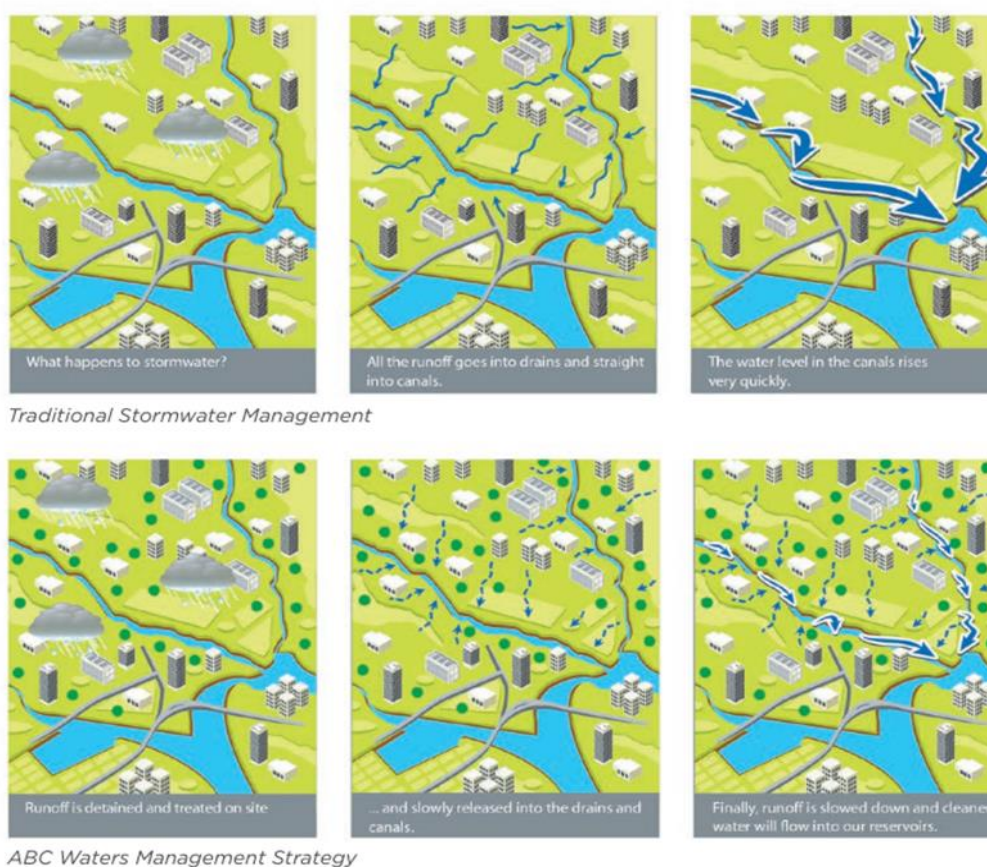 What happens to stormwater?
All the runoff goes into drains and straight
into canals.
The water level in the canals rises
very quickly.
Traditional Stormwater Management
Runoff is detained and treated on site
... and slowly released into the drains and
canals.
Finally, runoff is slowed down and cleane
water will flow into our reservoirs.
ABC Waters Management Strategy